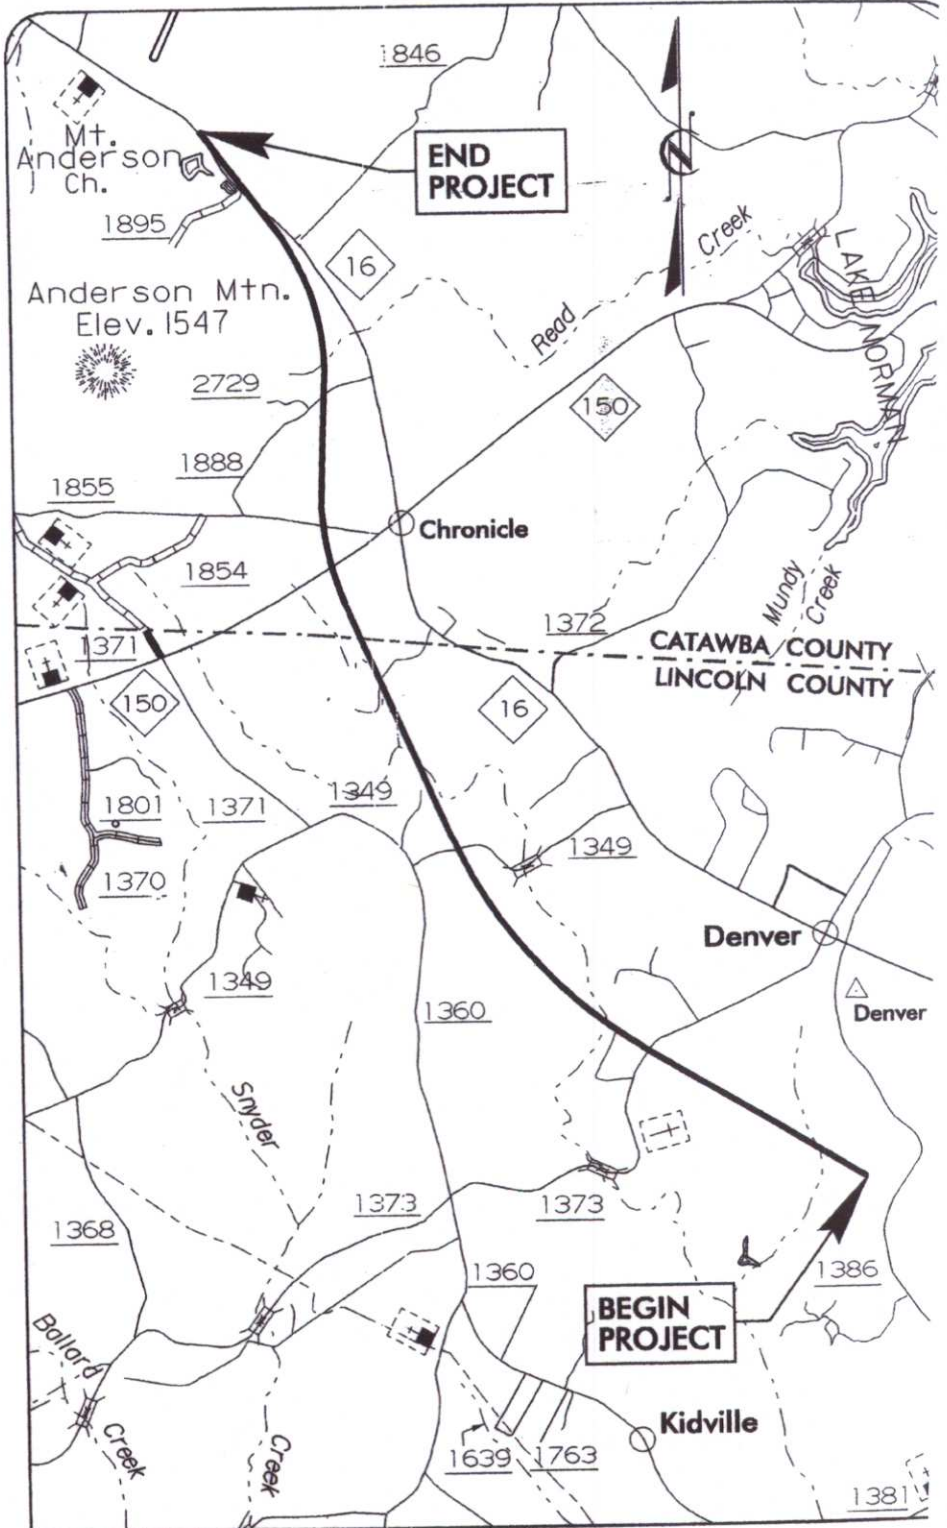 1846
Mt.
Anderson
Ch.
END
PROJECT
1895
16
Creek
Read
LAKE NORMAN
Anderson Mtn.
Elev. 1547
2729
150
1888
1855
Chronicle
1854
Mundy
Creek
1372
1371
CATAWBA COUNTY
LINCOLN COUNTY
150
16
1349
1801
1371
1349
1370
Denver
1349
1360
Denver
Snyder
1373
1373
1368
1360
1386
BEGIN
PROJECT
Ballard
Creek
Creek
Kidville
1639
1763
1381